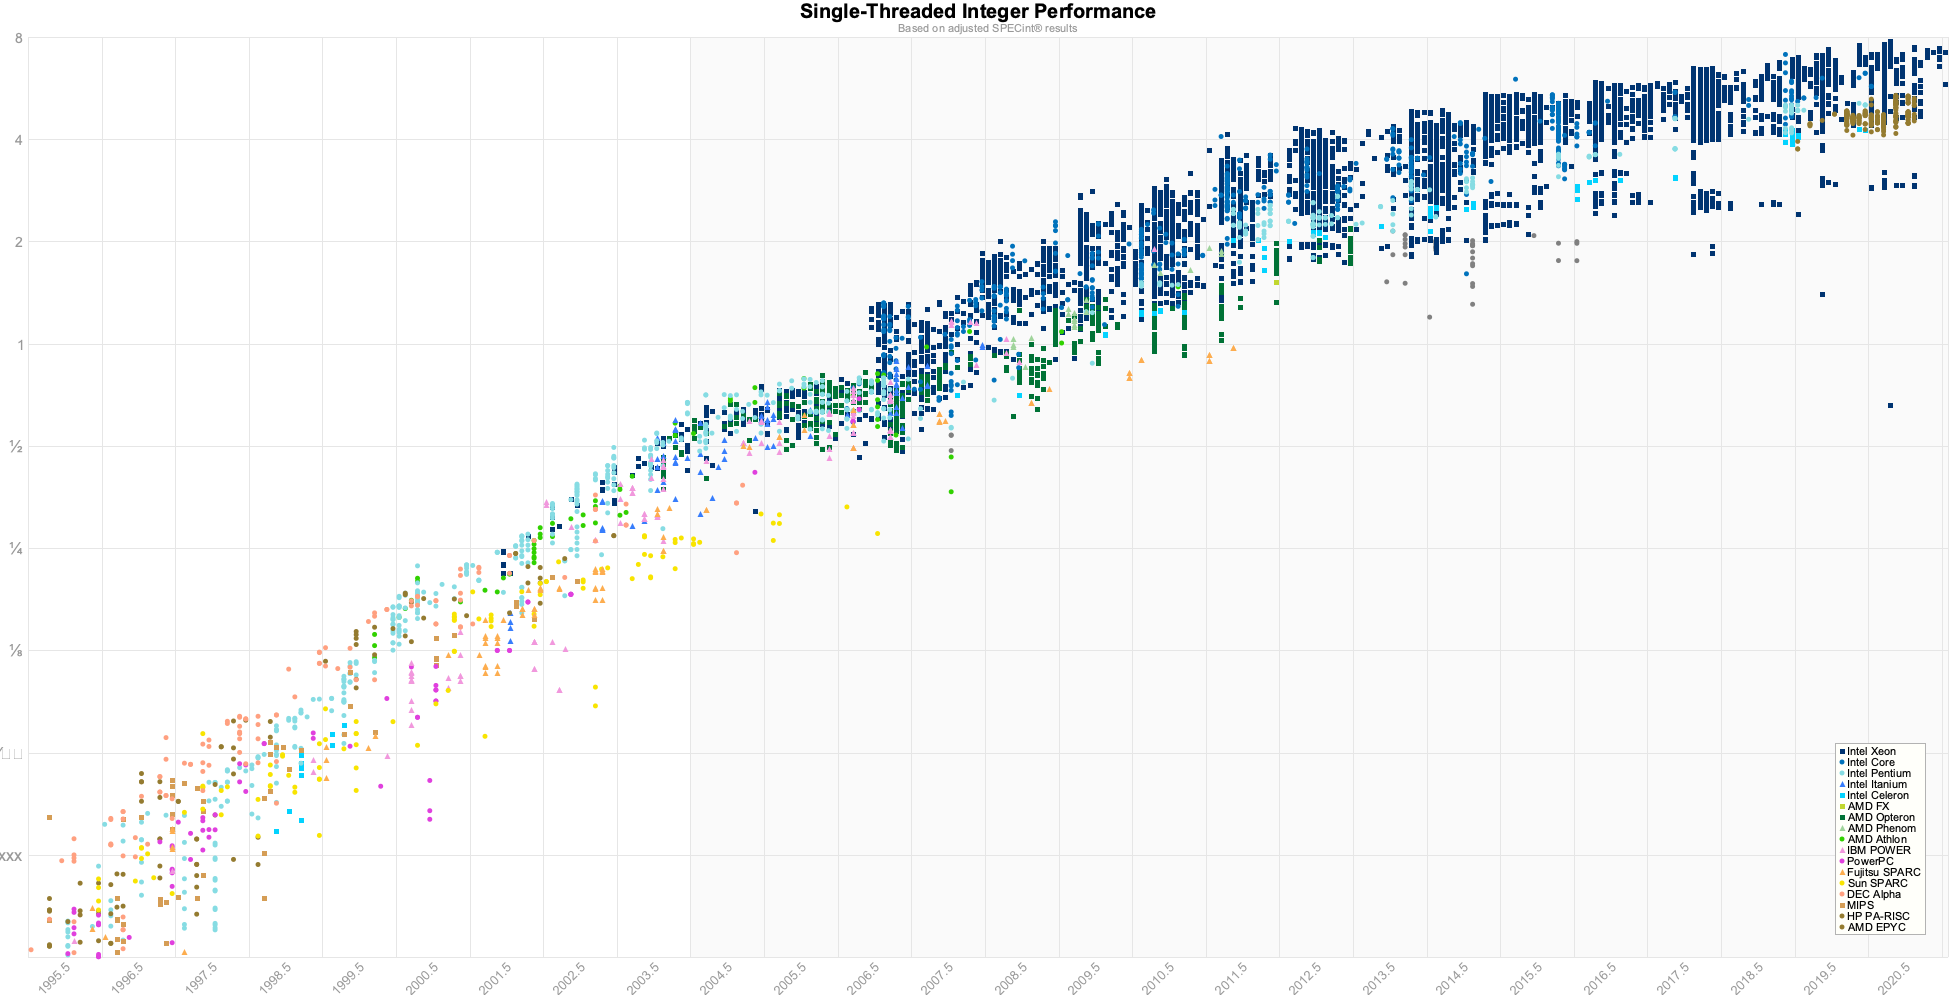 Single-Threaded Integer Performance
Based on adjusted SPECint® results
8
4
2
1
½
¼
⅛
xxx
1995.5
1996.5
1997.5
1998.5
1999.5
2000.5
2001.5
2002.5
2003.5
2004.5
2005.5
2006.5
2007.5
2008.5
2009.5
2010.5
2011.5
2012.5
2013.5
2014.5
2015.5
2016.5
2017.5
2018.5
2019.5
2020.5
Intel Xeon
Intel Core
Intel Pentium
Intel Itanium
Intel Celeron
AMD FX
AMD Opteron
AMD Phenom
AMD Athlon
IBM POWER
PowerPC
Fujitsu SPARC
Sun SPARC
DEC Alpha
MIPS
HP PA-RISC
AMD EPYC